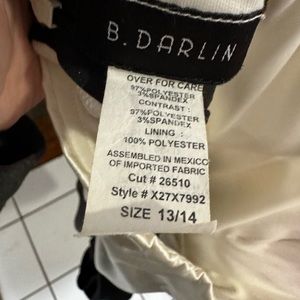 B. DARLIN
OVER FOR CARE
97%POLYESTER
3%SPANDEX
CONTRAST :
97%POLYESTER
3%SPANDEX
LINING :
100% POLYESTER
ASSEMBLED IN MEXICO
OF IMPORTED FABRIC
Cut # 26510
Style # X27X7992
SIZE 13/14